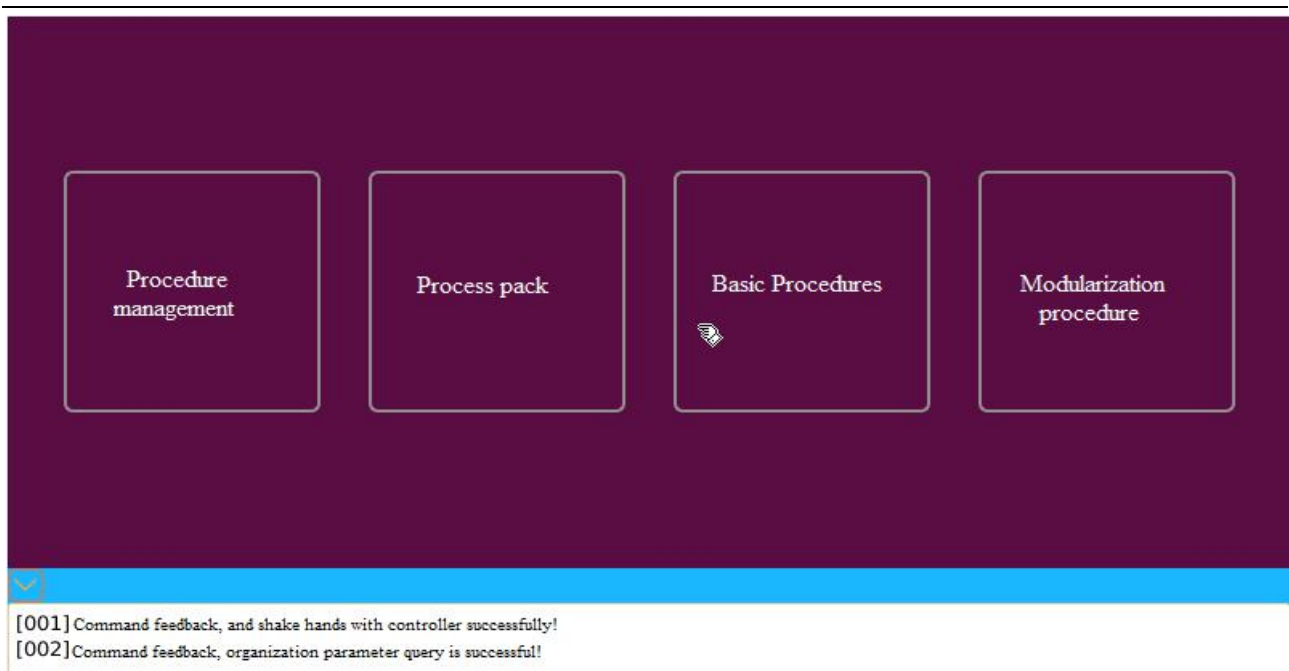 Procedure
management
Process pack
Basic Procedures
Modularization
procedure
[001] Command feedback, and shake hands with controller successfully!
[002] Command feedback, organization parameter query is successful!